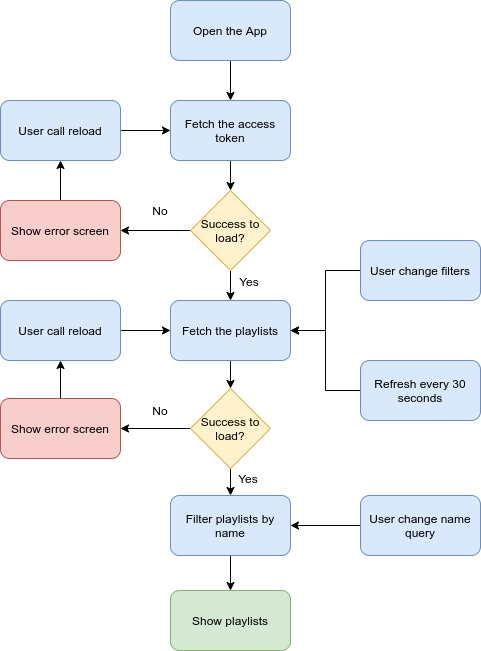 Open the App
User call reload
Fetch the access
token
No
Show error screen
Success to
load?
User change filters
Yes
User call reload
Fetch the playlists
Refresh every 30
seconds
No
Show error screen
Success to
load?
Yes
Filter playlists by
name
User change name
query
Show playlists